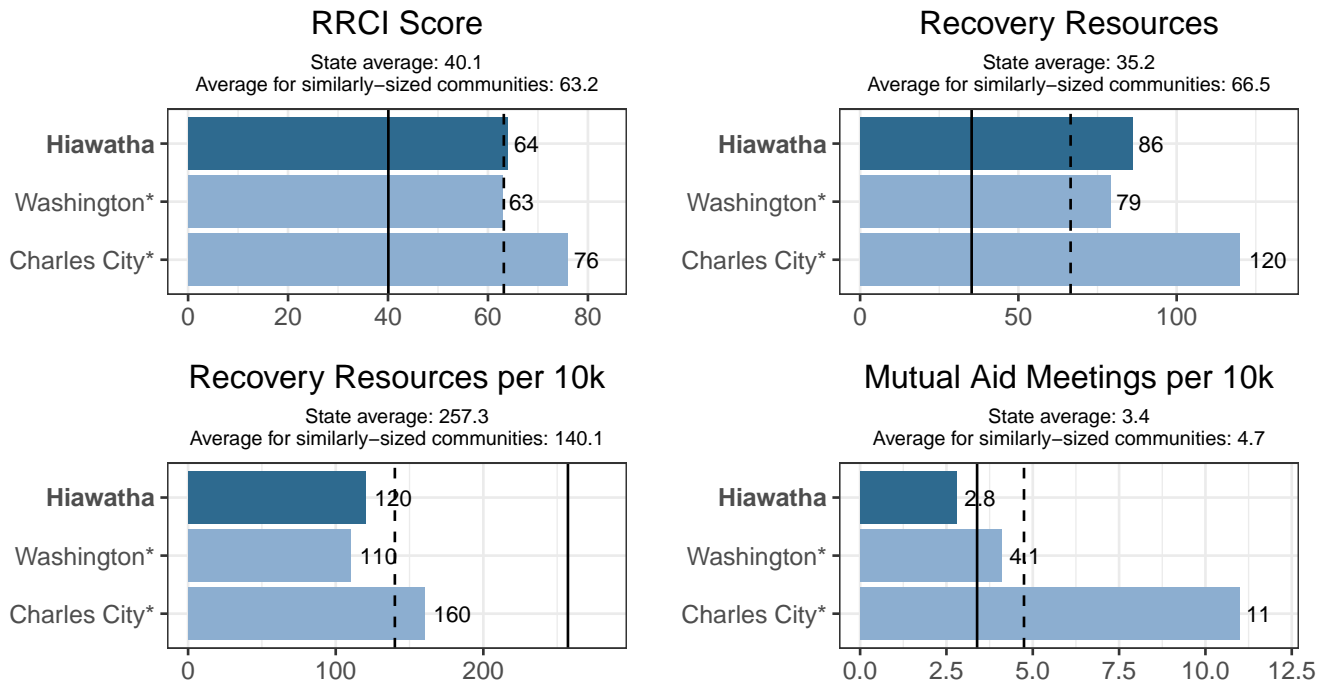 RRCI Score
State average: 40.1
Average for similarly−sized communities: 63.2
Hiawatha
64
Washington*
63
Charles City*
76
0 20 40 60 80
Recovery Resources
State average: 35.2
Average for similarly−sized communities: 66.5
Hiawatha
86
Washington*
79
Charles City*
120
0 50 100
Recovery Resources per 10k
State average: 257.3
Average for similarly−sized communities: 140.1
Hiawatha
120
Washington*
110
Charles City*
160
0 100 200
Mutual Aid Meetings per 10k
State average: 3.4
Average for similarly−sized communities: 4.7
Hiawatha
2.8
Washington*
4.1
Charles City*
11
0.0 2.5 5.0 7.5 10.0 12.5